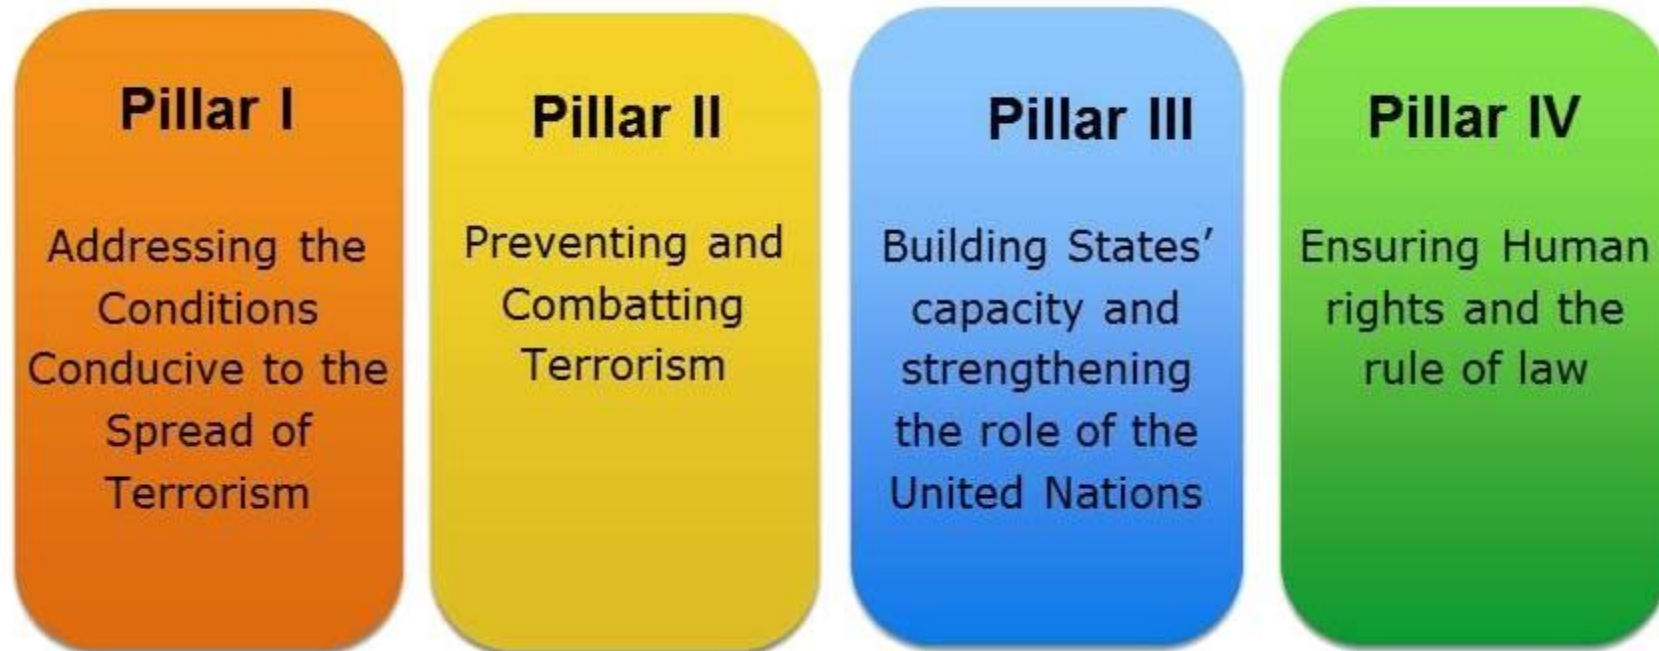 Pillar I
Addressing the
Conditions
Conducive to the
Spread of
Terrorism
Pillar II
Preventing and
Combatting
Terrorism
Pillar III
Building States’
capacity and
strengthening
the role of the
United Nations
Pillar IV
Ensuring Human
rights and the
rule of law